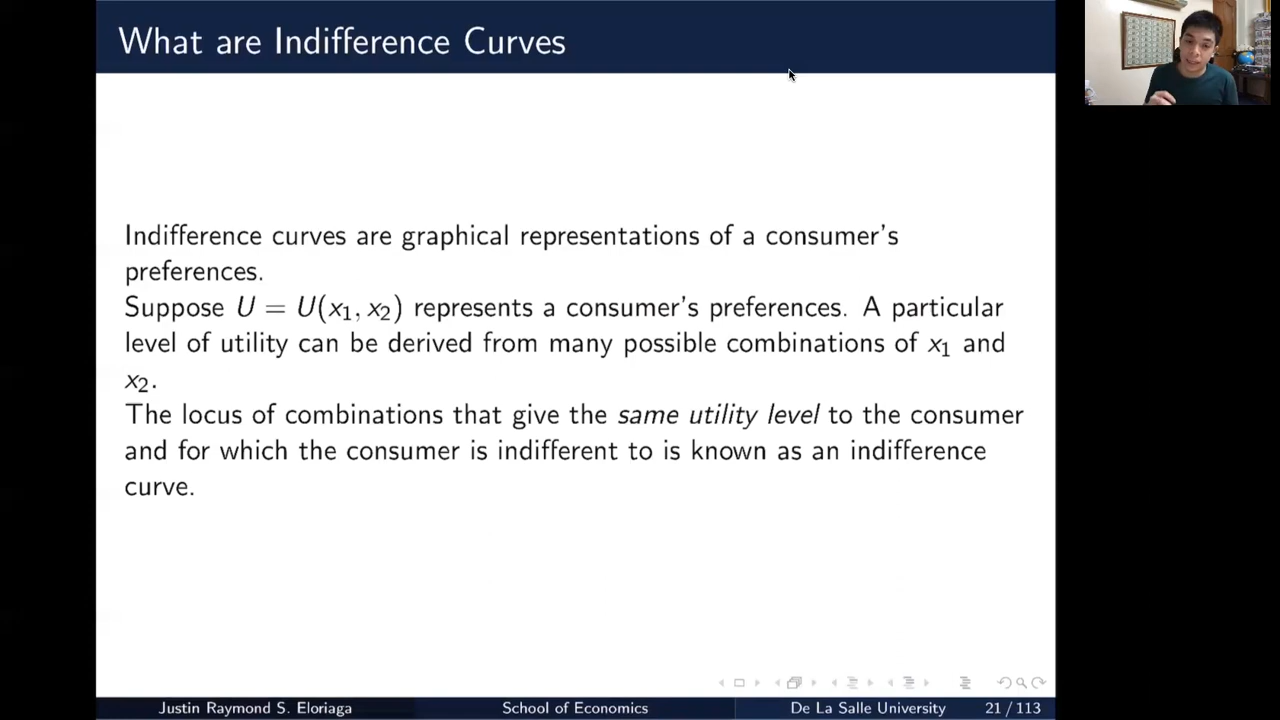 What are Indifference Curves
Indifference curves are graphical representations of a consumer's
preferences.
Suppose U = U(x₁, x₂) represents a consumer's preferences. A particular
level of utility can be derived from many possible combinations of x₁ and
x₂.
The locus of combinations that give the same utility level to the consumer
and for which the consumer is indifferent to is known as an indifference
curve.
Justin Raymond S. Eloriaga School of Economics De La Salle University 21 / 113